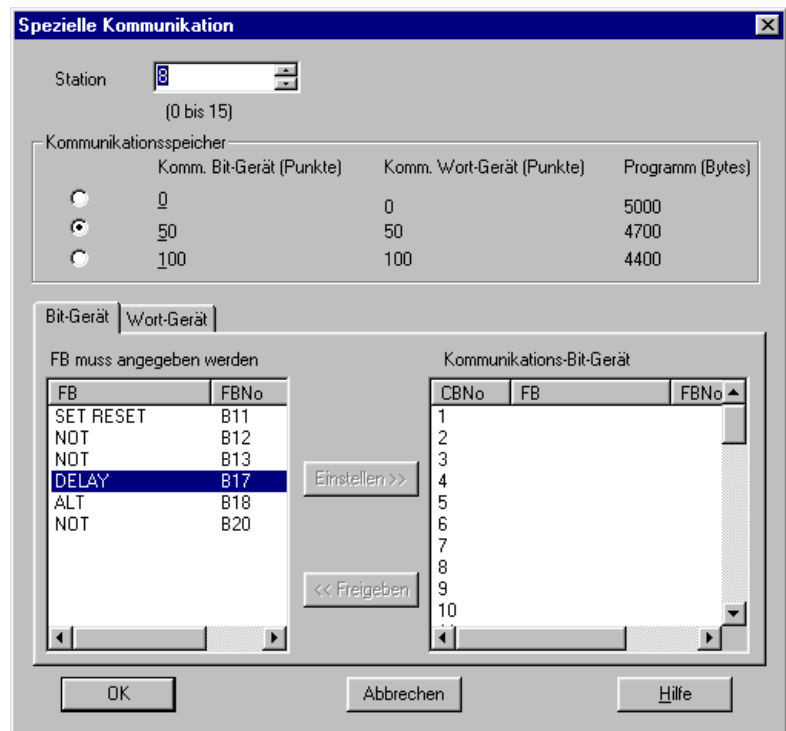 Spezielle Kommunikation
Station 8
(0 bis 15)
Kommunikationsspeicher
Komm. Bit-Gerät (Punkte) Komm. Wort-Gerät (Punkte) Programm (Bytes)
0 0 5000
50 50 4700
100 100 4400
Bit-Gerät Wort-Gerät
FB muss angegeben werden Kommunikations-Bit-Gerät
FB FBNo CBNo FB FBNo
SET RESET B11 1
NOT B12 2
NOT B13 3
DELAY B17 Einstellen >> 4
ALT B18 5
NOT B20 6
7
8
<< Freigeben 9
10
OK Abbrechen Hilfe